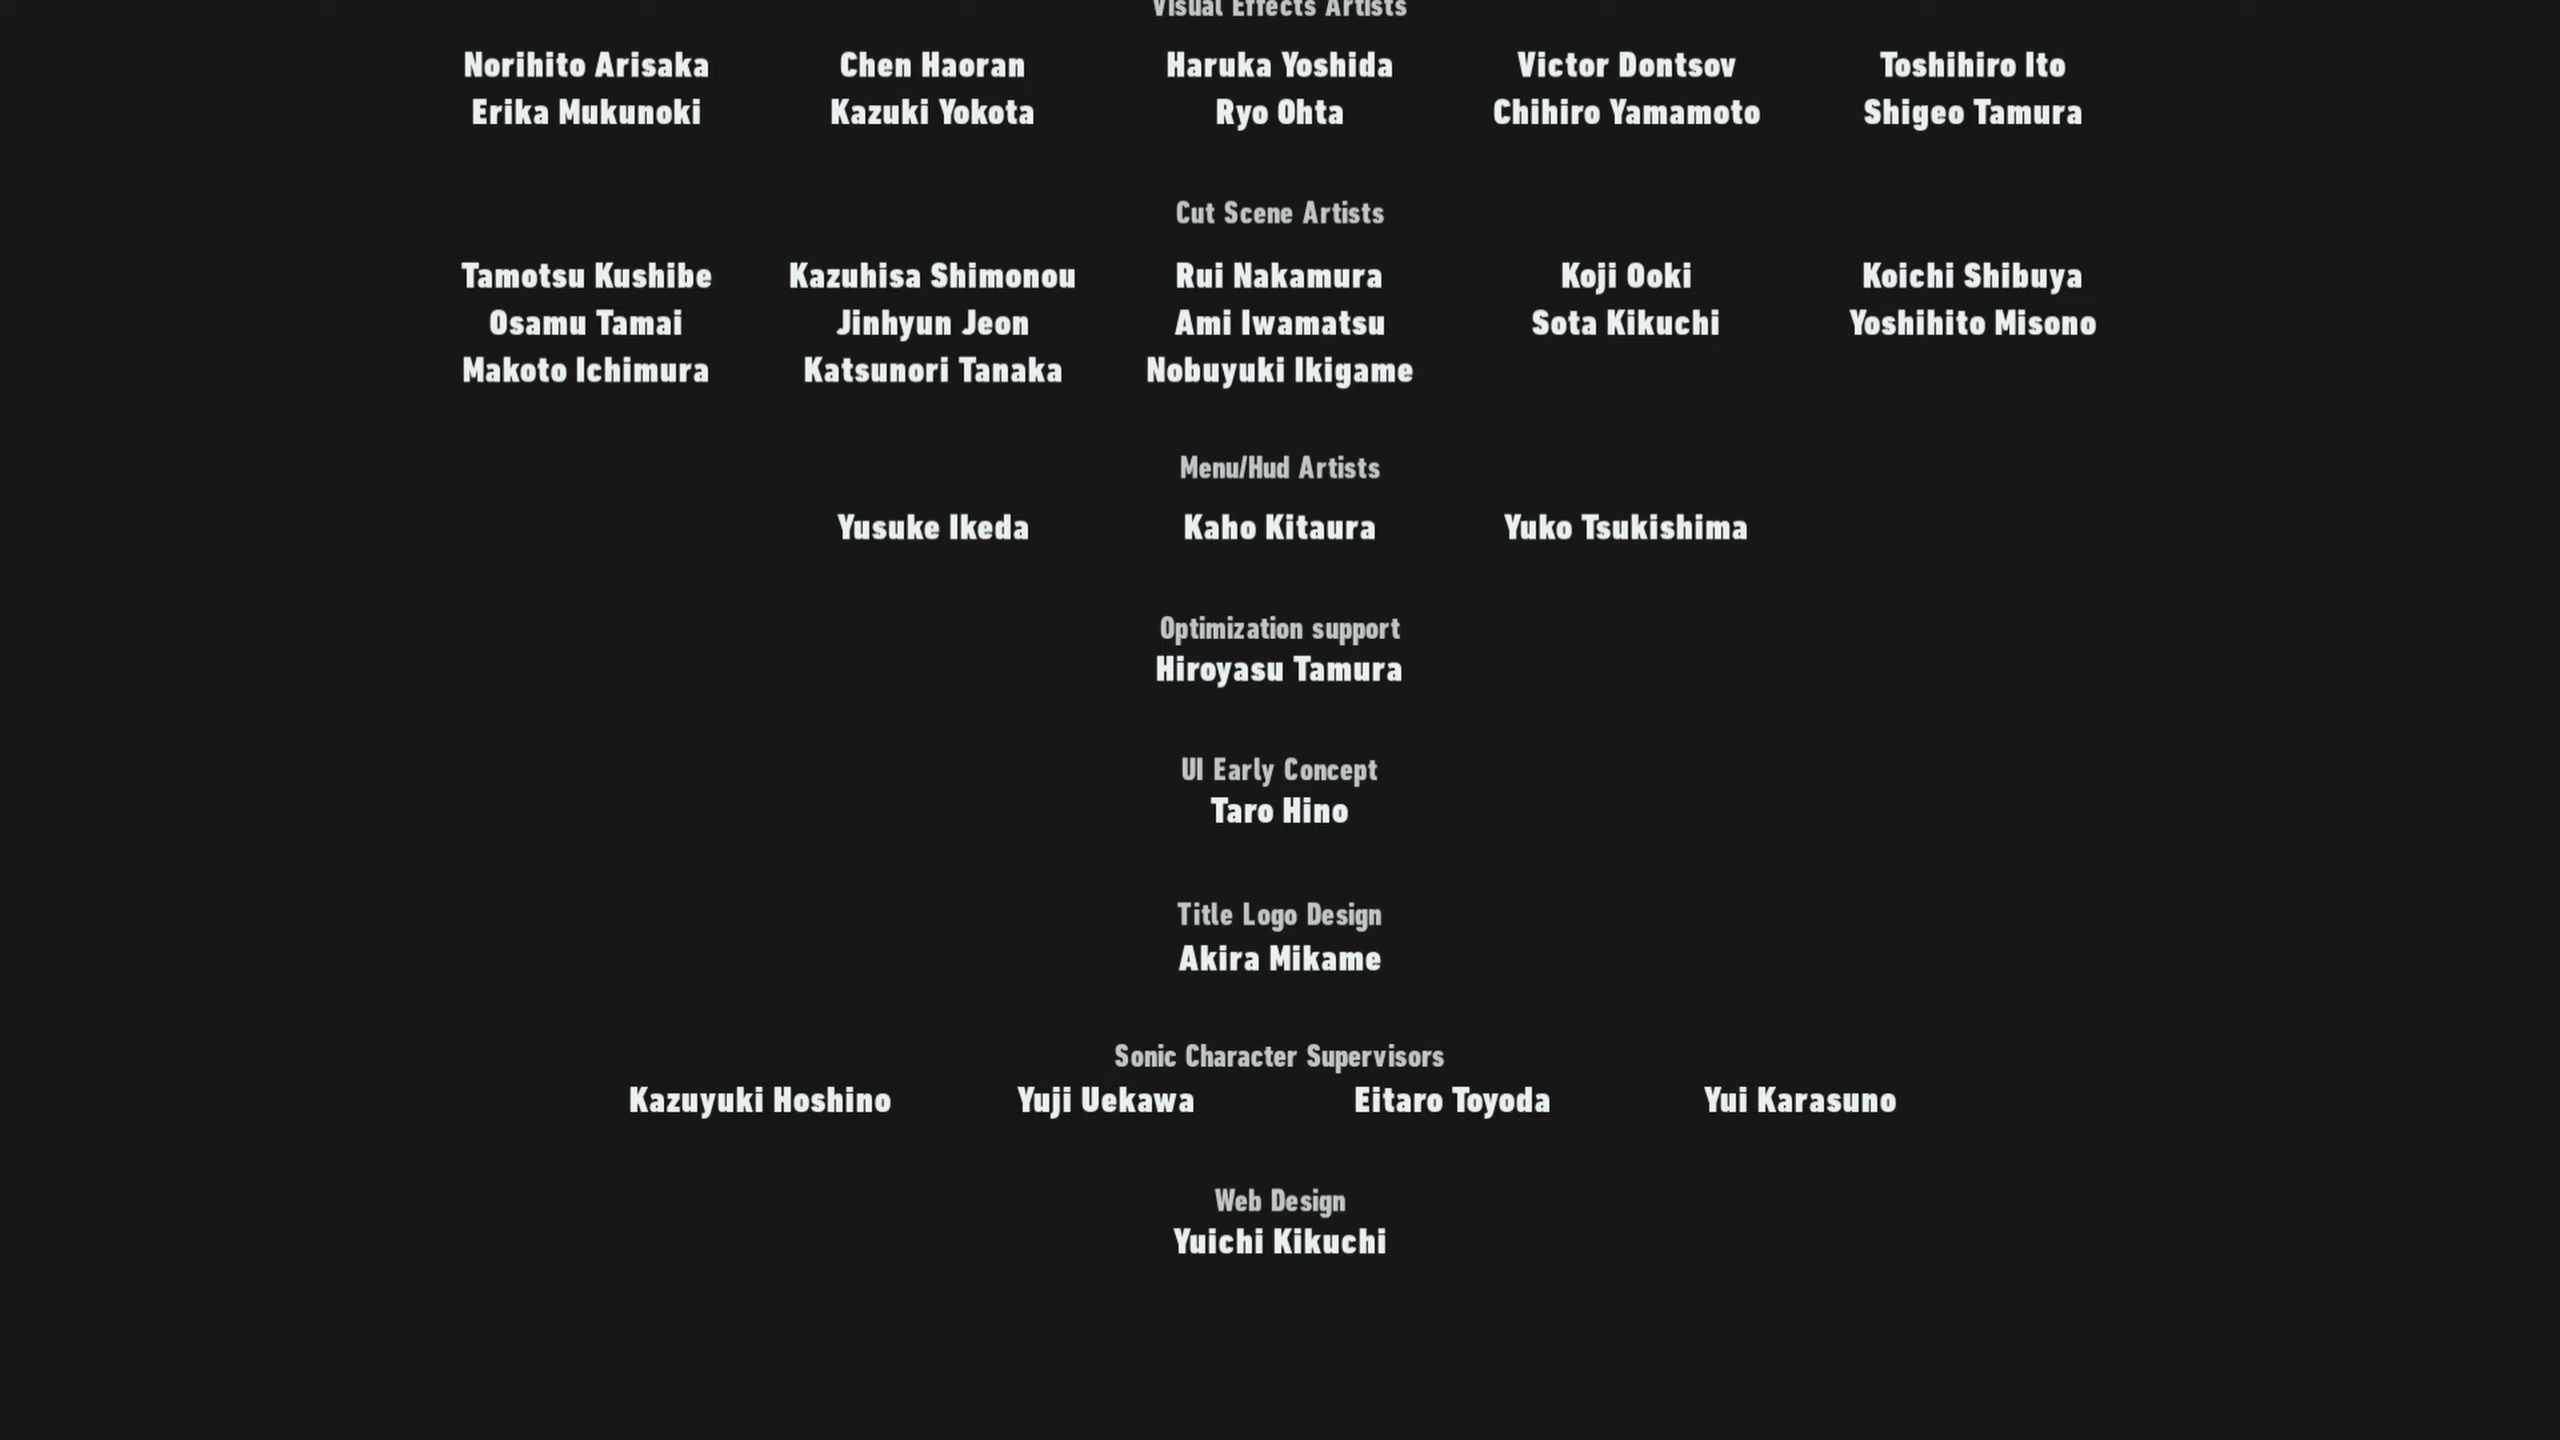 Visual Effects Artists
Norihito Arisaka Chen Haoran Haruka Yoshida Victor Dontsov Toshihiro Ito
Erika Mukunoki Kazuki Yokota Ryo Ohta Chihiro Yamamoto Shigeo Tamura
Cut Scene Artists
Tamotsu Kushibe Kazuhisa Shimonou Rui Nakamura Koji Ooki Koichi Shibuya
Osamu Tamai Jinhyun Jeon Ami Iwamatsu Sota Kikuchi Yoshihito Misono
Makoto Ichimura Katsunori Tanaka Nobuyuki Ikigame
Menu/Hud Artists
Yusuke Ikeda Kaho Kitaura Yuko Tsukishima
Optimization support
Hiroyasu Tamura
UI Early Concept
Taro Hino
Title Logo Design
Akira Mikame
Sonic Character Supervisors
Kazuyuki Hoshino Yuji Uekawa Eitaro Toyoda Yui Karasuno
Web Design
Yuichi Kikuchi